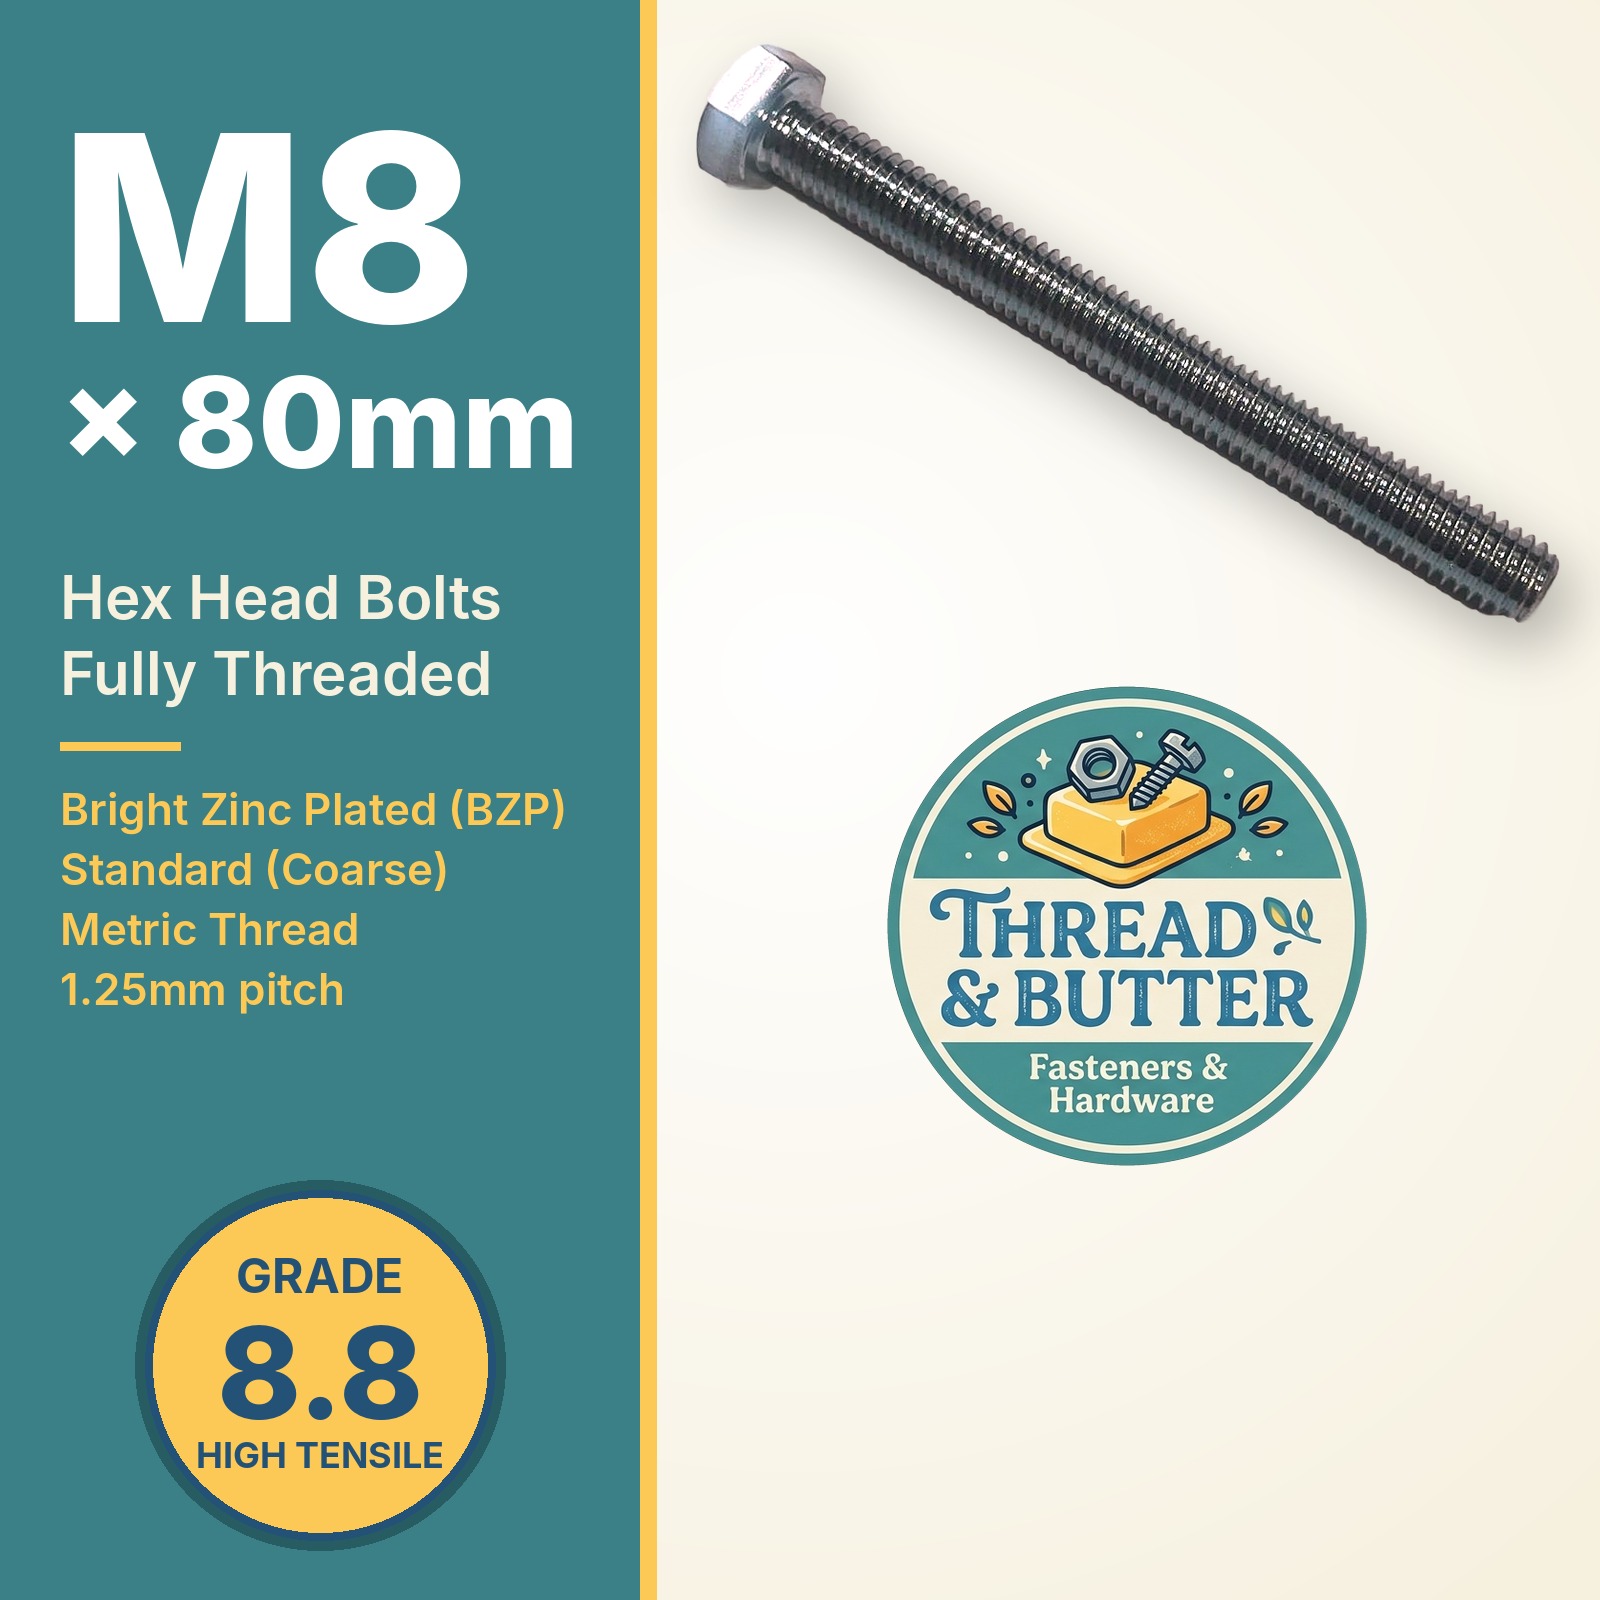 M8
× 80mm
Hex Head Bolts
Fully Threaded
Bright Zinc Plated (BZP)
Standard (Coarse)
Metric Thread
1.25mm pitch
GRADE
8.8
HIGH TENSILE
THREAD
& BUTTER
Fasteners &
Hardware